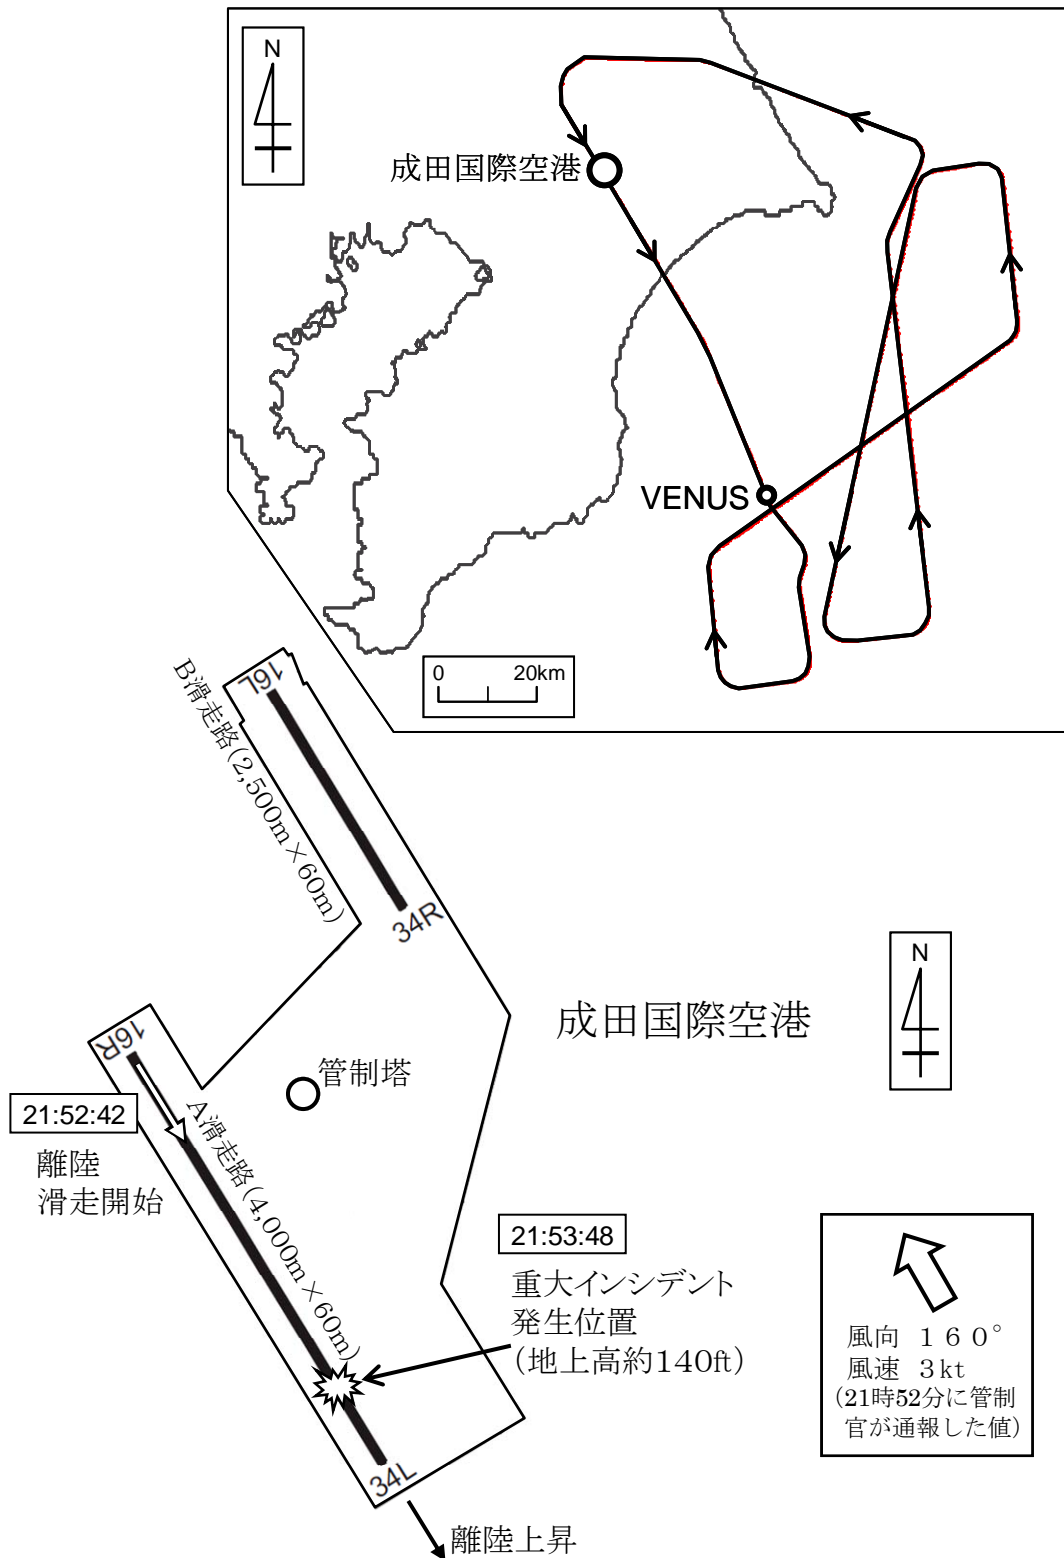 N
成田国際空港
VENUS
0 20km
16L
B滑走路(2,500m×60m)
34R
N
成田国際空港
16R
管制塔
21:52:42
離陸
滑走開始
A滑走路(4,000m×60m)
21:53:48
重大インシデント
発生位置
(地上高約140ft)
風向 160°
風速 3kt
(21時52分に管制
官が通報した値)
34L
離陸上昇